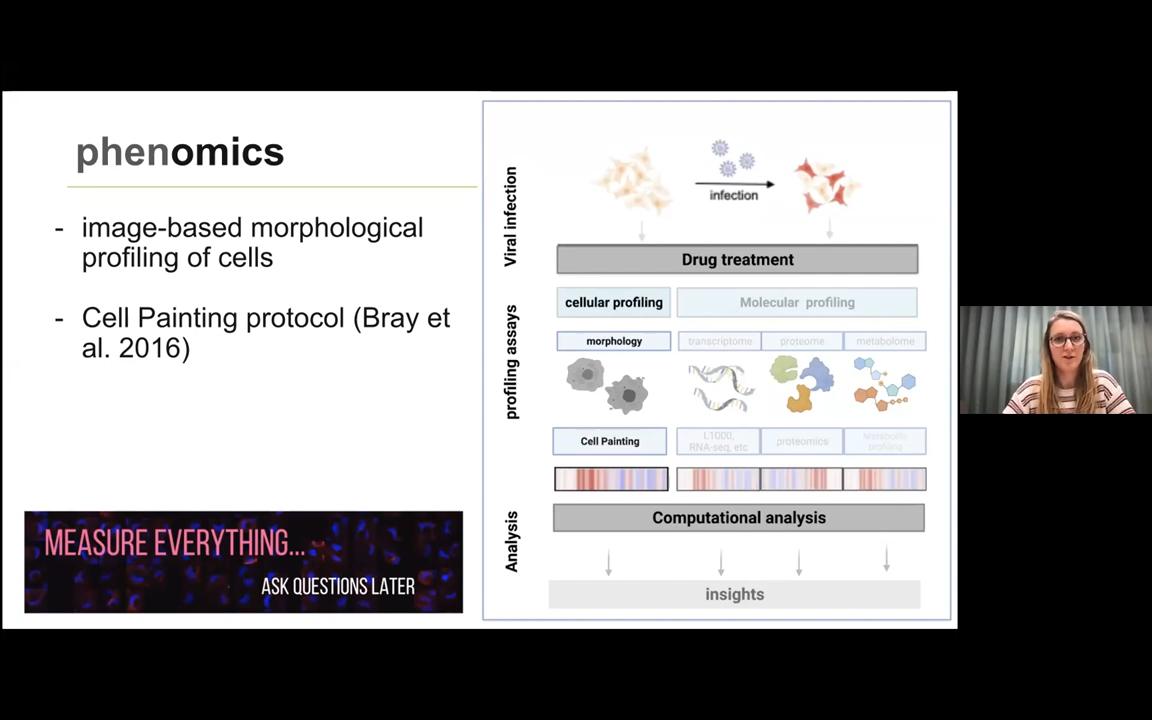 phenomics
- image-based morphological
profiling of cells
- Cell Painting protocol (Bray et
al. 2016)
MEASURE EVERYTHING...
ASK QUESTIONS LATER
Viral infection
infection
Drug treatment
profiling assays
cellular profiling
Molecular profiling
morphology
transcriptome
proteome
metabolome
Cell Painting
L1000,
RNA-seq, etc
proteomics
Metabolic
profiling
Analysis
Computational analysis
insights